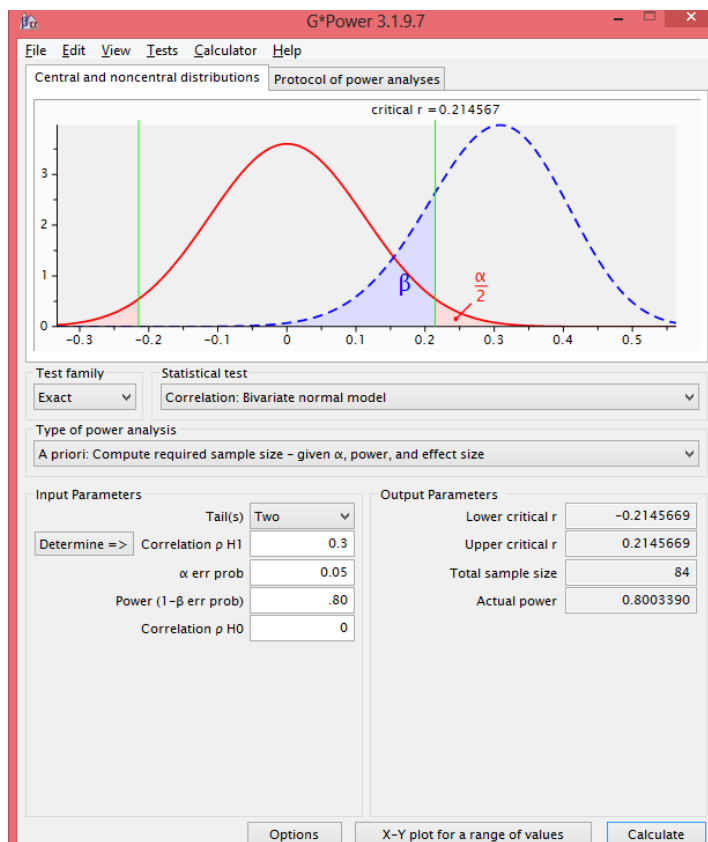 G*Power 3.1.9.7
File Edit View Tests Calculator Help
Central and noncentral distributions Protocol of power analyses
critical r = 0.214567
3
2
1
0
β
α
2
-0.3 -0.2 -0.1 0 0.1 0.2 0.3 0.4 0.5
Test family Statistical test
Exact Correlation: Bivariate normal model
Type of power analysis
A priori: Compute required sample size – given α, power, and effect size
Input Parameters Output Parameters
Tail(s) Two Lower critical r -0.2145669
Determine => Correlation ρ H1 0.3 Upper critical r 0.2145669
α err prob 0.05 Total sample size 84
Power (1-β err prob) .80 Actual power 0.8003390
Correlation ρ H0 0
Options X-Y plot for a range of values Calculate